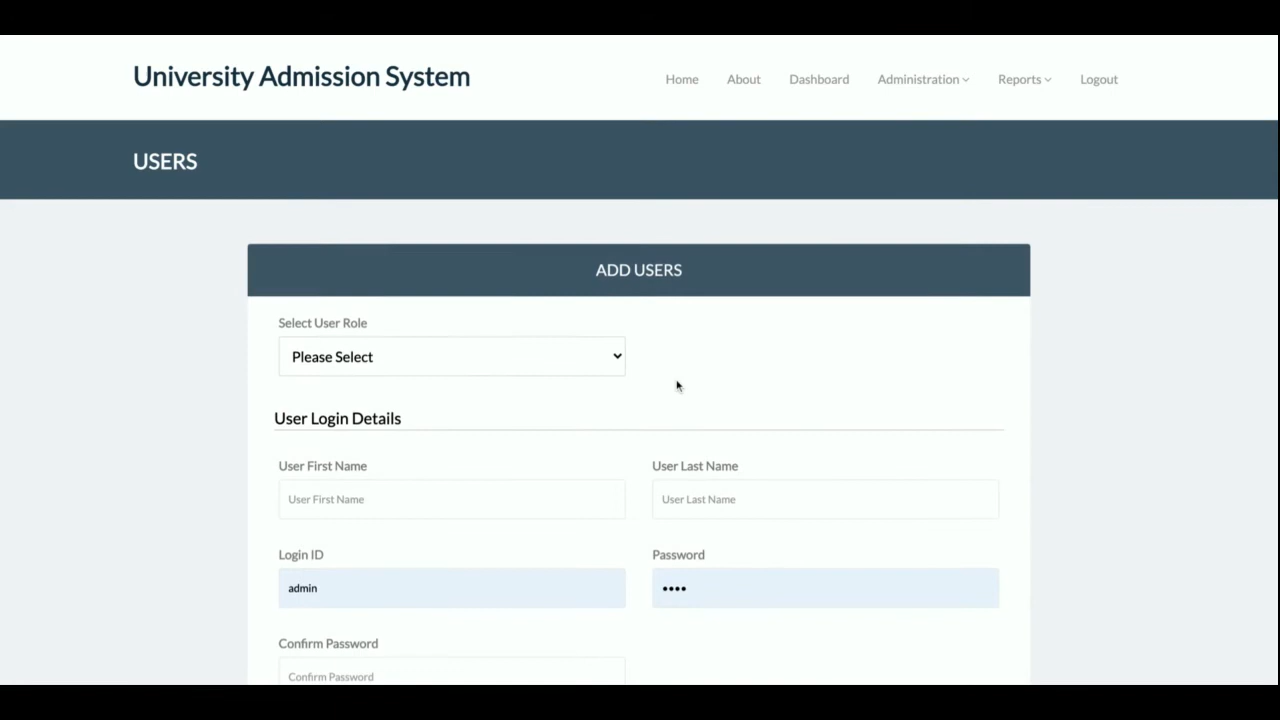 University Admission System
Home About Dashboard Administration Reports Logout
USERS
ADD USERS
Select User Role
Please Select
User Login Details
User First Name User Last Name
User First Name User Last Name
Login ID Password
admin ••••
Confirm Password
Confirm Password